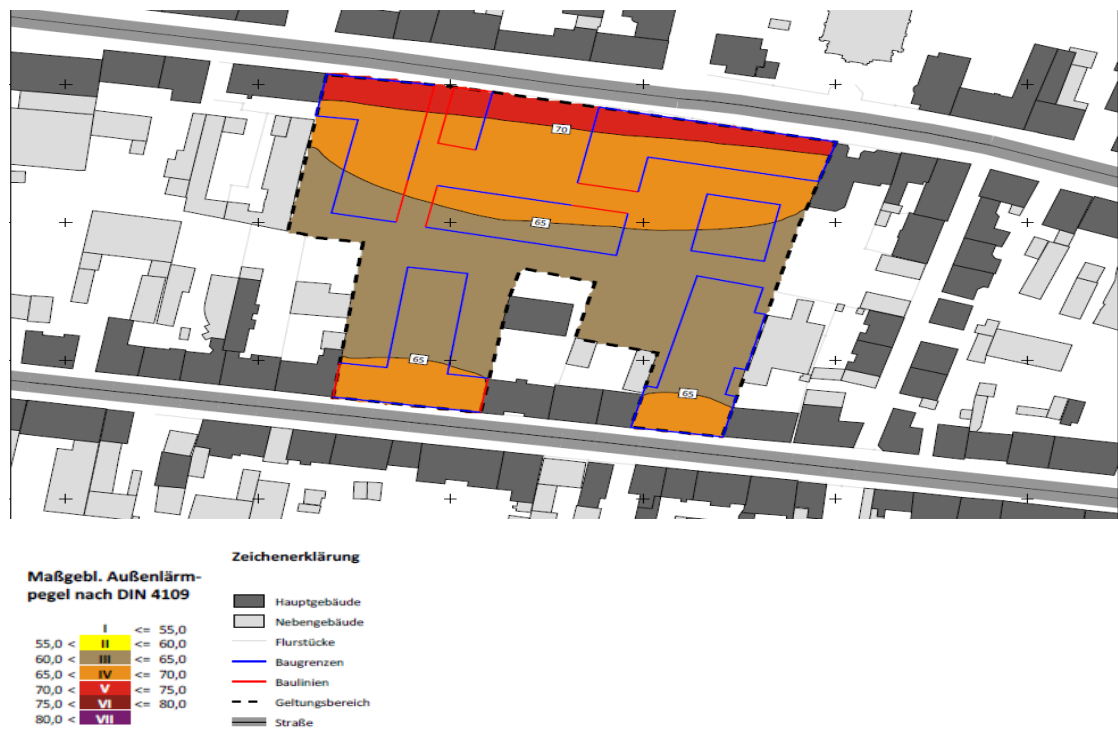 70
65
65
65
Maßgebl. Außenlärm-
pegel nach DIN 4109
I <= 55,0
55,0 < II <= 60,0
60,0 < III <= 65,0
65,0 < IV <= 70,0
70,0 < V <= 75,0
75,0 < VI <= 80,0
80,0 < VII
Zeichenerklärung
Hauptgebäude
Nebengebäude
Flurstücke
Baugrenzen
Baulinien
Geltungsbereich
Straße